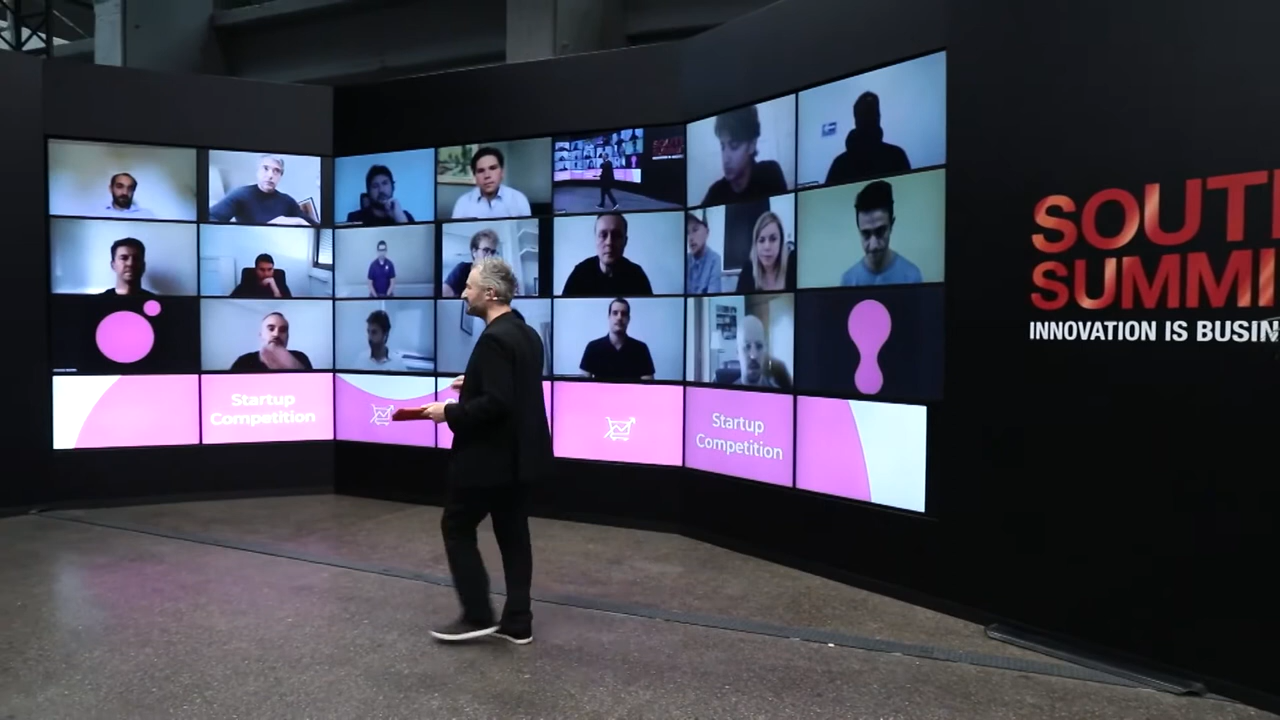 Startup
Competition
Startup
Competition
SOUT
SUMMI
INNOVATION IS BUSIN